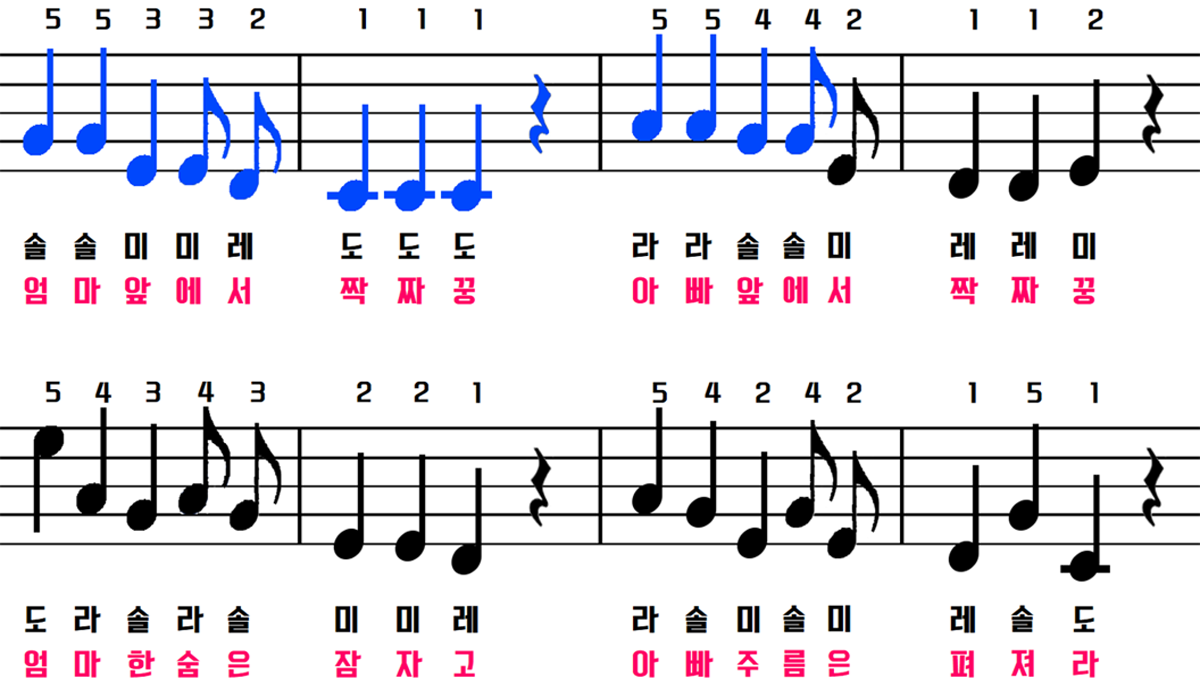 5 5 3 3 2 1 1 1 5 5 4 4 2 1 1 2
솔 솔 미 미 레 도 도 도 라 라 솔 솔 미 레 레 미
엄 마 앞 에 서 짝 짜 꿍 아 빠 앞 에 서 짝 짜 꿍
5 4 3 4 3 2 2 1 5 4 2 4 2 1 5 1
도 라 솔 라 솔 미 미 레 라 솔 미 솔 미 레 솔 도
엄 마 한 숨 은 잠 자 고 아 빠 주 름 은 펴 져 라